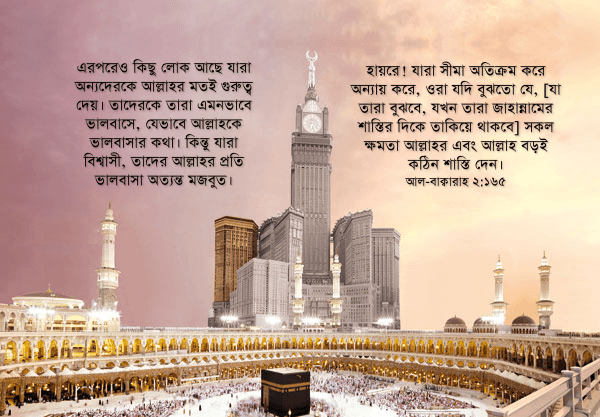 এরপরেও কিছু লোক আছে যারা
অন্যদেরকে আল্লাহর মতই গুরুত্ব
দেয়। তাদেরকে তারা এমনভাবে
ভালবাসে, যেভাবে আল্লাহকে
ভালবাসার কথা। কিন্তু যারা
বিশ্বাসী, তাদের আল্লাহর প্রতি
ভালবাসা অত্যন্ত মজবুত।
হায়রে! যারা সীমা অতিক্রম করে
অন্যায় করে, ওরা যদি বুঝতো যে, [যা
তারা বুঝবে, যখন তারা জাহান্নামের
শাস্তির দিকে তাকিয়ে থাকবে] সকল
ক্ষমতা আল্লাহর এবং আল্লাহ বড়ই
কঠিন শাস্তি দেন।
আল-বাক্বারাহ ২:১৬৫